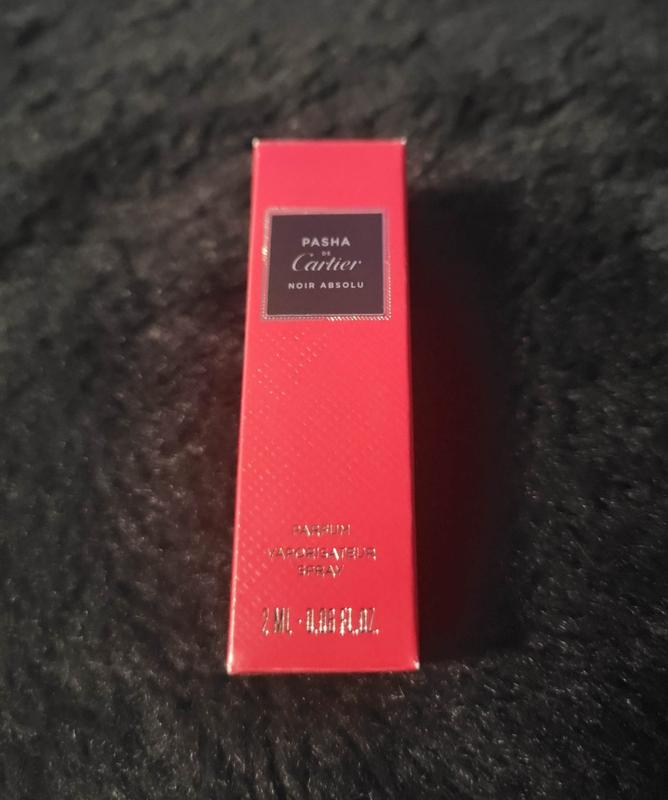 PASHA
DE
Cartier
NOIR ABSOLU
PARFUM
VAPORISATEUR
SPRAY
2 ML - 0.06 FL.OZ.